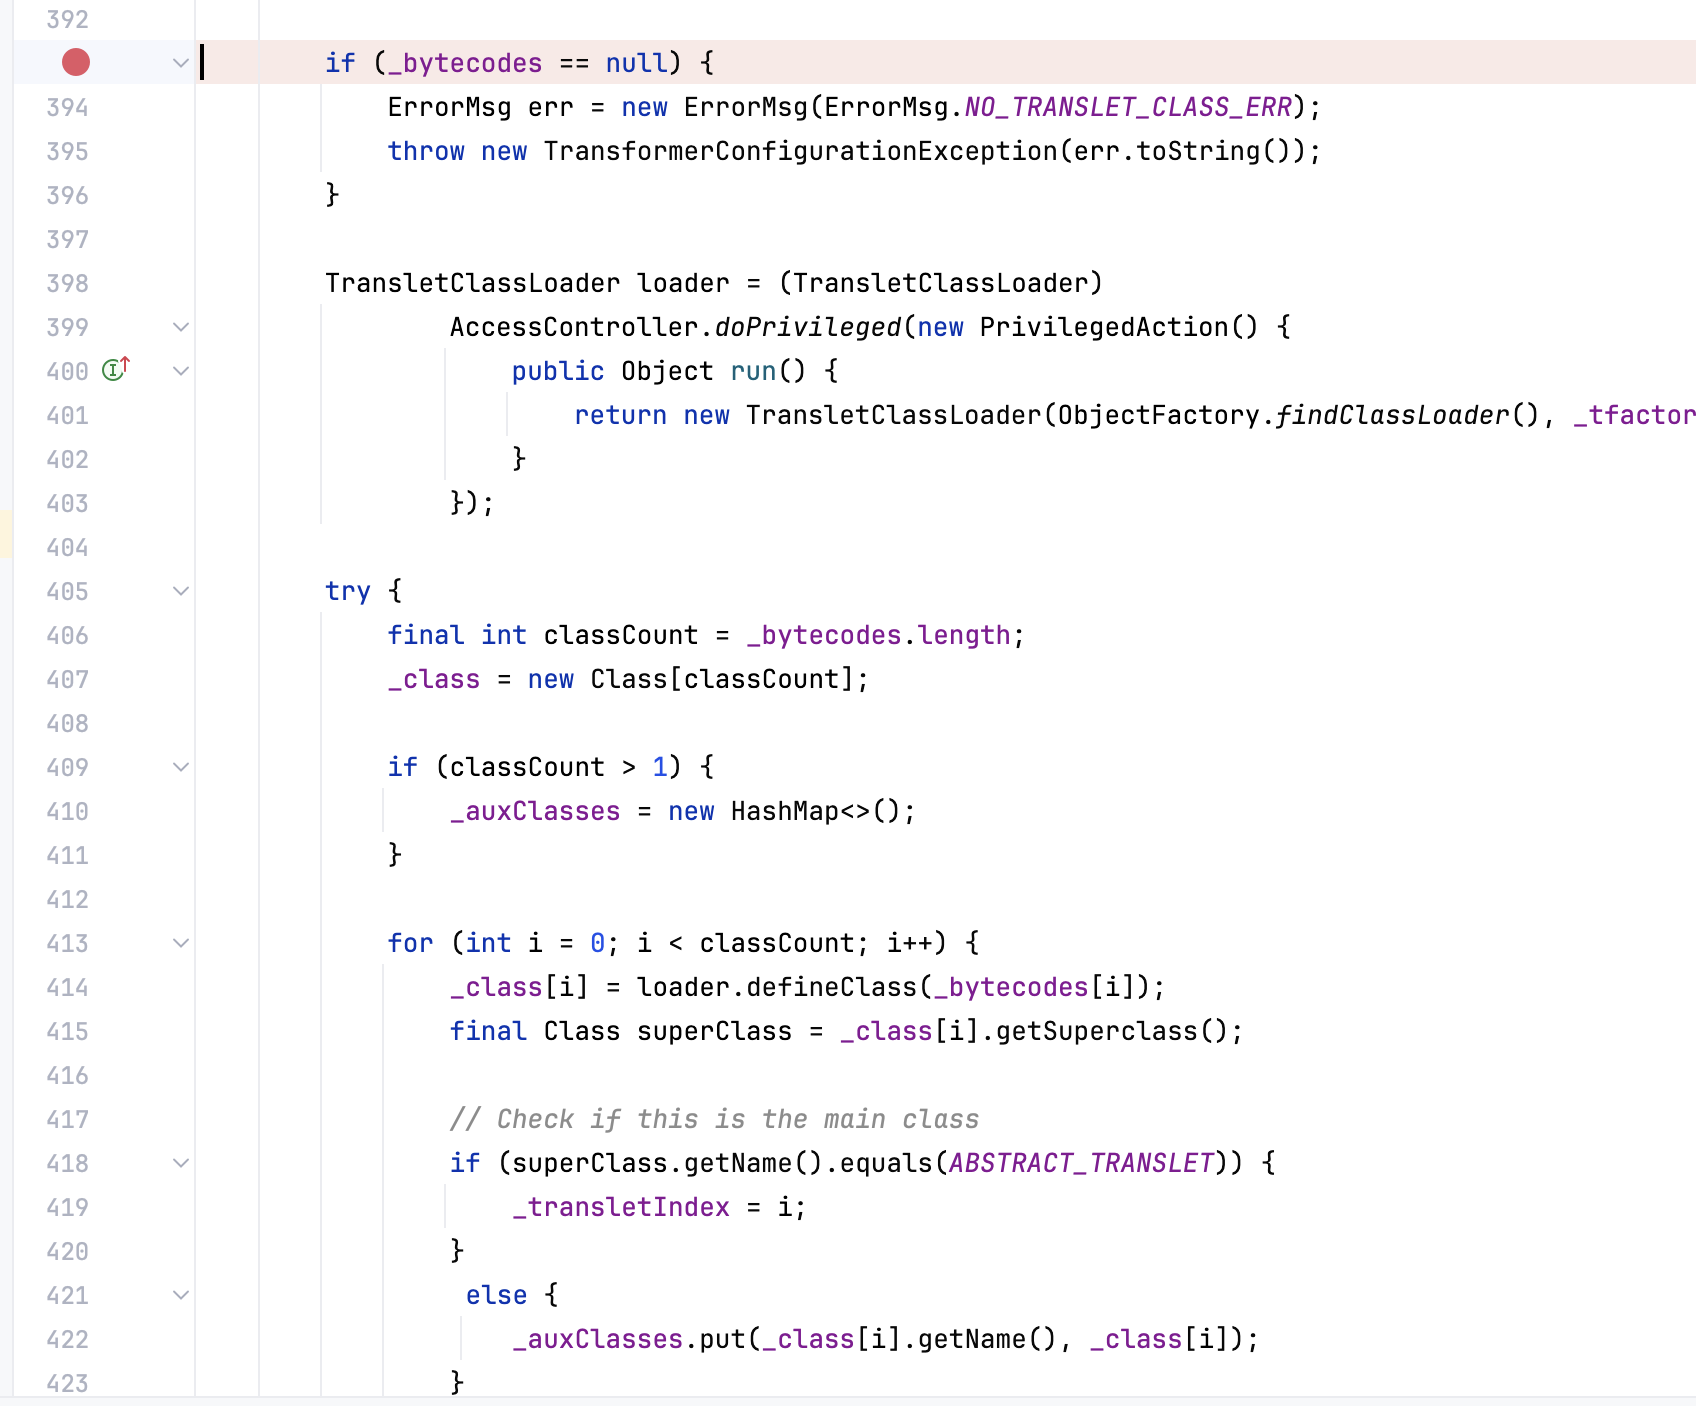 392
if (_bytecodes == null) {
394 ErrorMsg err = new ErrorMsg(ErrorMsg.NO_TRANSLET_CLASS_ERR);
395 throw new TransformerConfigurationException(err.toString());
396 }
397
398 TransletClassLoader loader = (TransletClassLoader)
399 AccessController.doPrivileged(new PrivilegedAction() {
400 public Object run() {
401 return new TransletClassLoader(ObjectFactory.findClassLoader(), _tfactor
402 }
403 });
404
405 try {
406 final int classCount = _bytecodes.length;
407 _class = new Class[classCount];
408
409 if (classCount > 1) {
410 _auxClasses = new HashMap<>();
411 }
412
413 for (int i = 0; i < classCount; i++) {
414 _class[i] = loader.defineClass(_bytecodes[i]);
415 final Class superClass = _class[i].getSuperclass();
416
417 // Check if this is the main class
418 if (superClass.getName().equals(ABSTRACT_TRANSLET)) {
419 _transletIndex = i;
420 }
421 else {
422 _auxClasses.put(_class[i].getName(), _class[i]);
423 }